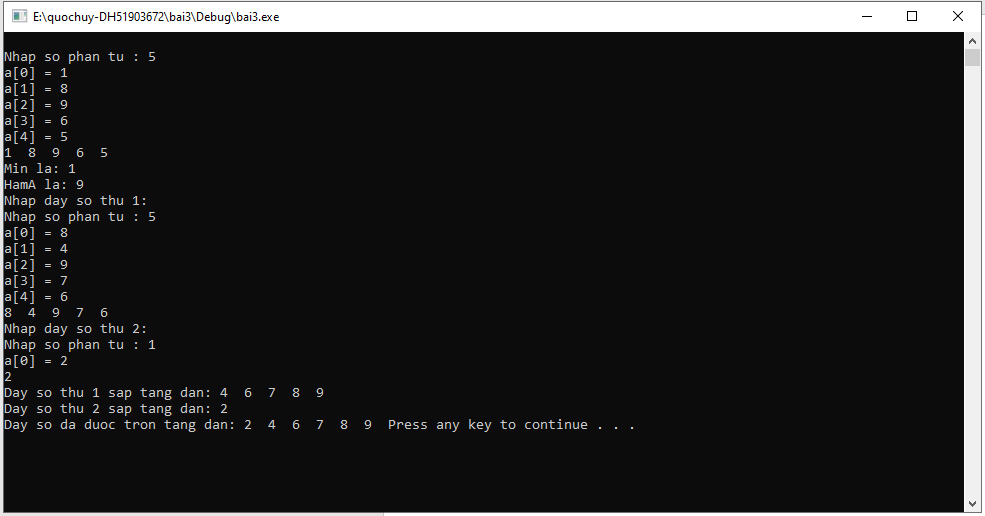 E:\quochuy-DH51903672\bai3\Debug\bai3.exe
Nhap so phan tu : 5
a[0] = 1
a[1] = 8
a[2] = 9
a[3] = 6
a[4] = 5
1  8  9  6  5
Min la: 1
HamA la: 9
Nhap day so thu 1:
Nhap so phan tu : 5
a[0] = 8
a[1] = 4
a[2] = 9
a[3] = 7
a[4] = 6
8  4  9  7  6
Nhap day so thu 2:
Nhap so phan tu : 1
a[0] = 2
2
Day so thu 1 sap tang dan: 4  6  7  8  9
Day so thu 2 sap tang dan: 2
Day so da duoc tron tang dan: 2  4  6  7  8  9  Press any key to continue . . .